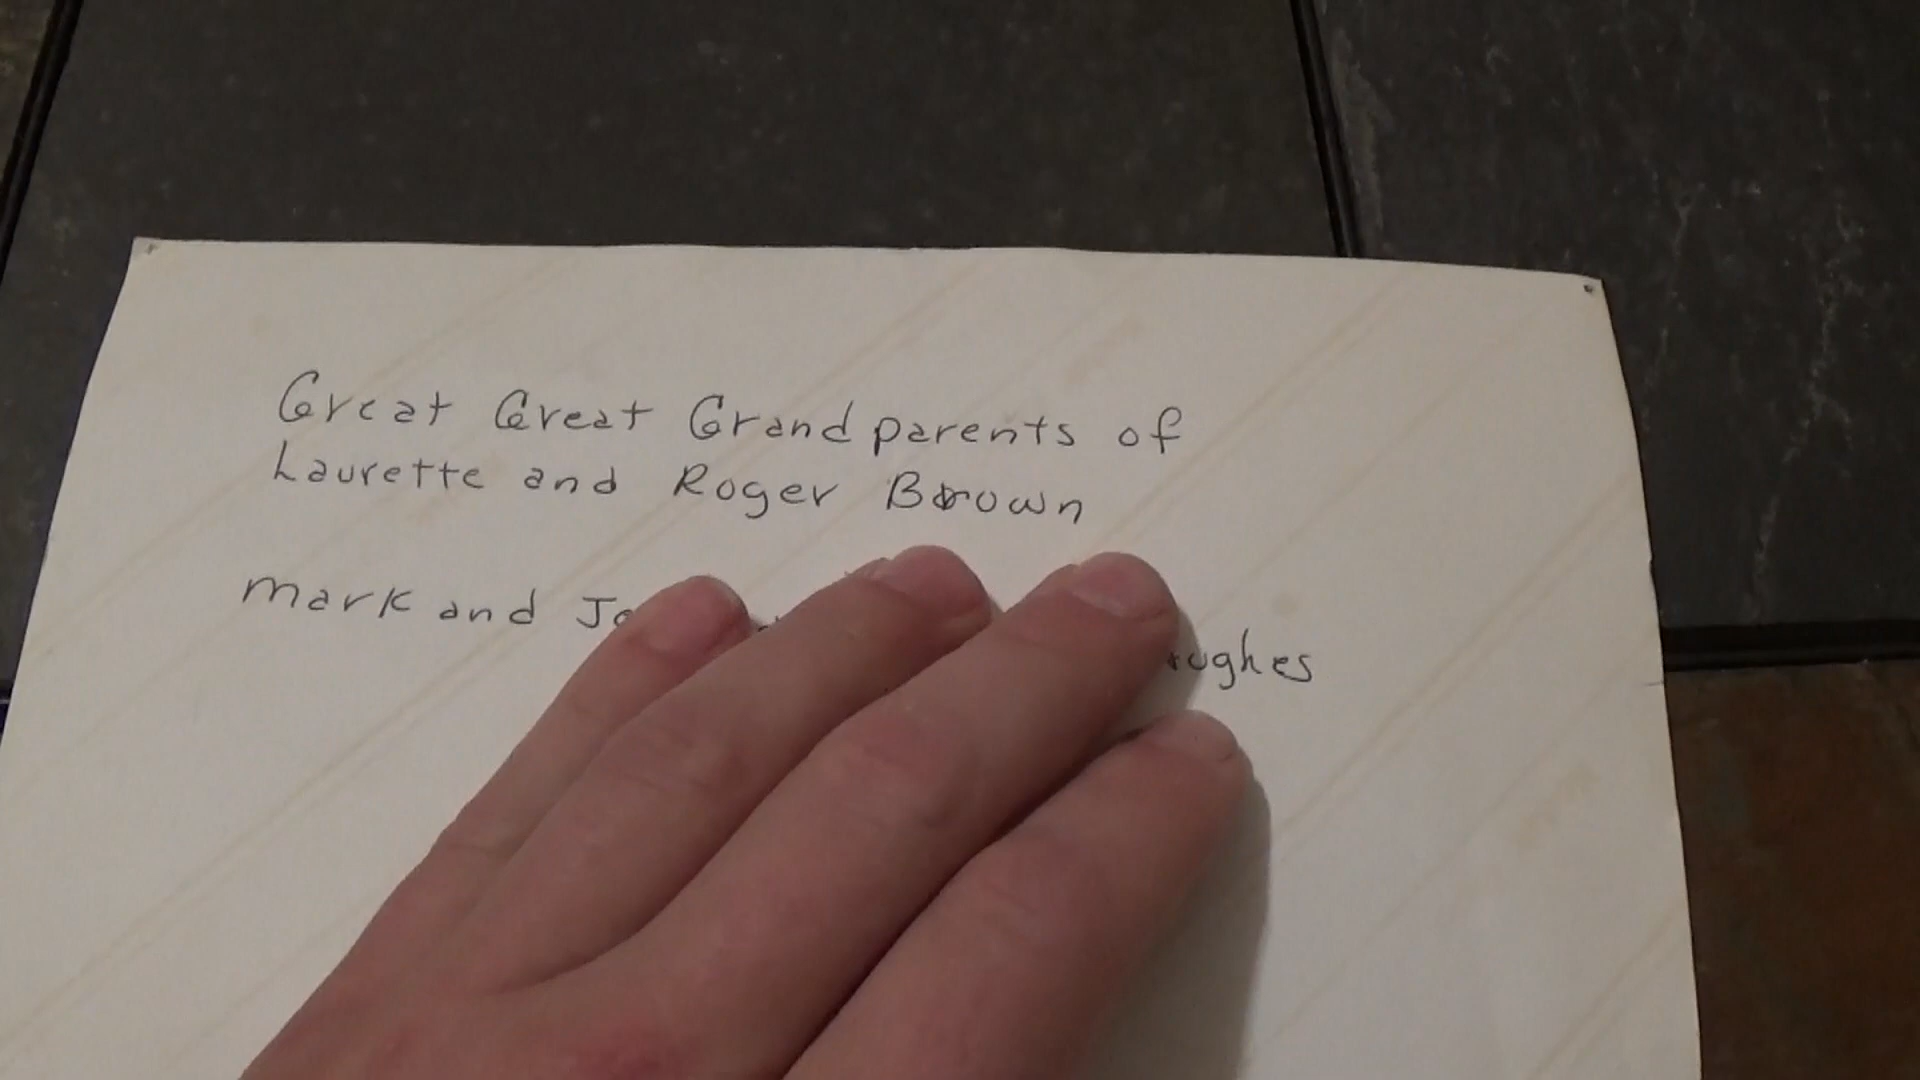 Great Great Grandparents of
Laurette and Roger Brown
Mark and